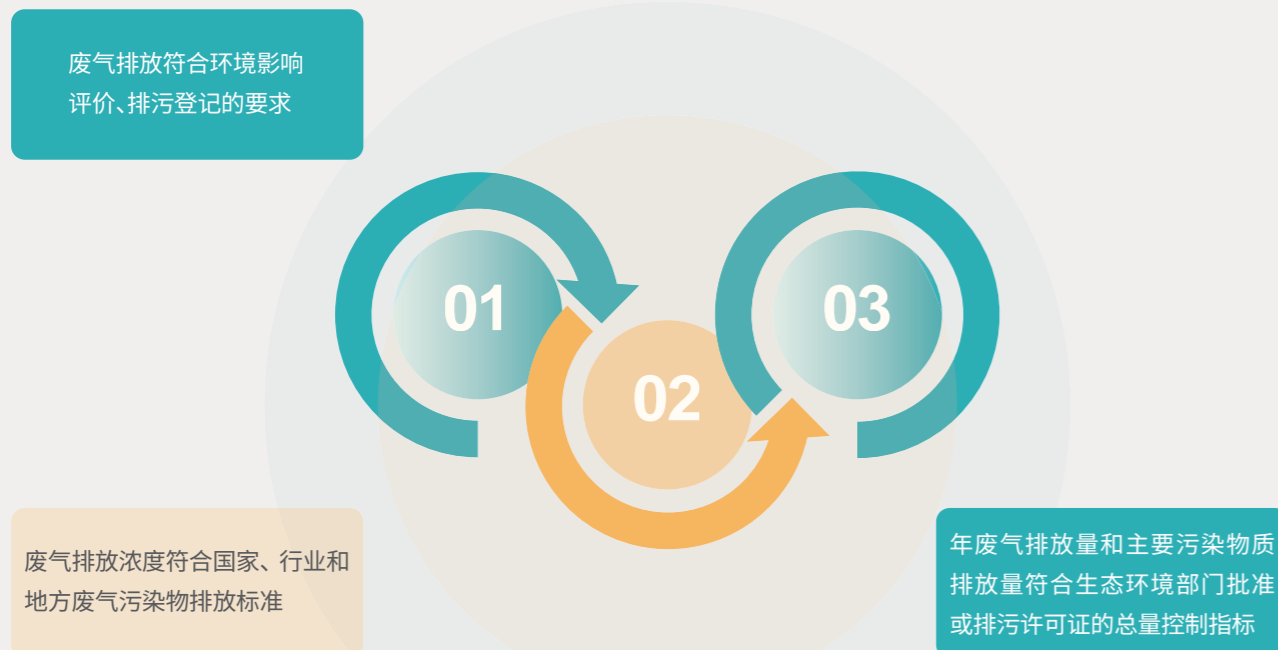 废气排放符合环境影响
评价、排污登记的要求
01
02
03
废气排放浓度符合国家、行业和
地方废气污染物排放标准
年废气排放量和主要污染物质
排放量符合生态环境部门批准
或排污许可证的总量控制指标